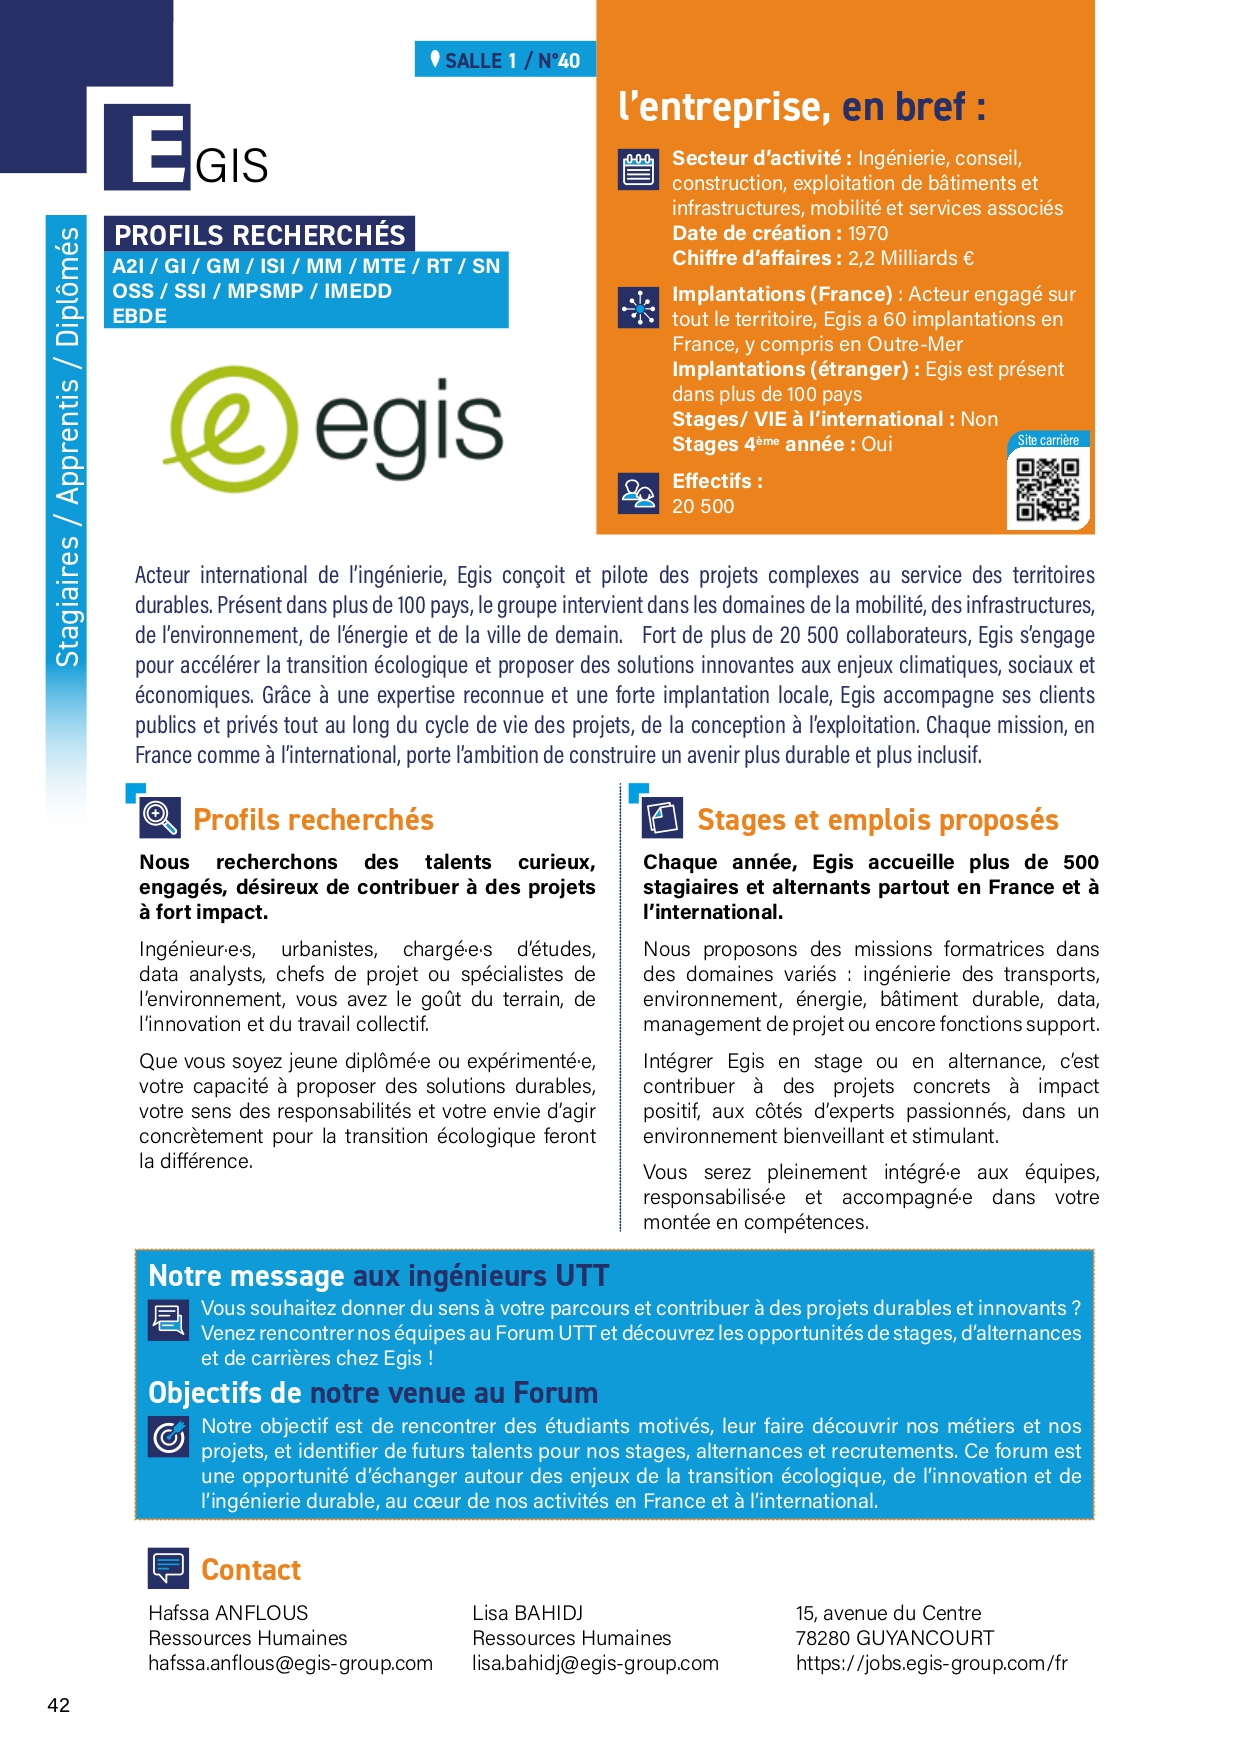 SALLE 1 / N°40
EGIS
PROFILS RECHERCHÉS
A2I / GI / GM / ISI / MM / MTE / RT / SN
OSS / SSI / MPSMP / IMEDD
EBDE
Stagiaires / Apprentis / Diplômés
egis
l'entreprise, en bref :
Secteur d'activité : Ingénierie, conseil,
construction, exploitation de bâtiments et
infrastructures, mobilité et services associés
Date de création : 1970
Chiffre d'affaires : 2,2 Milliards €
Implantations (France) : Acteur engagé sur
tout le territoire, Egis a 60 implantations en
France, y compris en Outre-Mer
Implantations (étranger) : Egis est présent
dans plus de 100 pays
Stages/ VIE à l'international : Non
Stages 4ème année : Oui
Site carrière
Effectifs :
20 500
Acteur international de l'ingénierie, Egis conçoit et pilote des projets complexes au service des territoires
durables. Présent dans plus de 100 pays, le groupe intervient dans les domaines de la mobilité, des infrastructures,
de l'environnement, de l'énergie et de la ville de demain. Fort de plus de 20 500 collaborateurs, Egis s'engage
pour accélérer la transition écologique et proposer des solutions innovantes aux enjeux climatiques, sociaux et
économiques. Grâce à une expertise reconnue et une forte implantation locale, Egis accompagne ses clients
publics et privés tout au long du cycle de vie des projets, de la conception à l'exploitation. Chaque mission, en
France comme à l'international, porte l'ambition de construire un avenir plus durable et plus inclusif.
Profils recherchés
Nous recherchons des talents curieux,
engagés, désireux de contribuer à des projets
à fort impact.
Ingénieur·e·s, urbanistes, chargé·e·s d'études,
data analysts, chefs de projet ou spécialistes de
l'environnement, vous avez le goût du terrain, de
l'innovation et du travail collectif.
Que vous soyez jeune diplômé·e ou expérimenté·e,
votre capacité à proposer des solutions durables,
votre sens des responsabilités et votre envie d'agir
concrètement pour la transition écologique feront
la différence.
Stages et emplois proposés
Chaque année, Egis accueille plus de 500
stagiaires et alternants partout en France et à
l'international.
Nous proposons des missions formatrices dans
des domaines variés : ingénierie des transports,
environnement, énergie, bâtiment durable, data,
management de projet ou encore fonctions support.
Intégrer Egis en stage ou en alternance, c'est
contribuer à des projets concrets à impact
positif, aux côtés d'experts passionnés, dans un
environnement bienveillant et stimulant.
Vous serez pleinement intégré·e aux équipes,
responsabilisé·e et accompagné·e dans votre
montée en compétences.
Notre message aux ingénieurs UTT
Vous souhaitez donner du sens à votre parcours et contribuer à des projets durables et innovants ?
Venez rencontrer nos équipes au Forum UTT et découvrez les opportunités de stages, d'alternances
et de carrières chez Egis !
Objectifs de notre venue au Forum
Notre objectif est de rencontrer des étudiants motivés, leur faire découvrir nos métiers et nos
projets, et identifier de futurs talents pour nos stages, alternances et recrutements. Ce forum est
une opportunité d'échanger autour des enjeux de la transition écologique, de l'innovation et de
l'ingénierie durable, au cœur de nos activités en France et à l'international.
Contact
Hafssa ANFLOUS
Ressources Humaines
hafssa.anflous@egis-group.com
Lisa BAHIDJ
Ressources Humaines
lisa.bahidj@egis-group.com
15, avenue du Centre
78280 GUYANCOURT
https://jobs.egis-group.com/fr
42